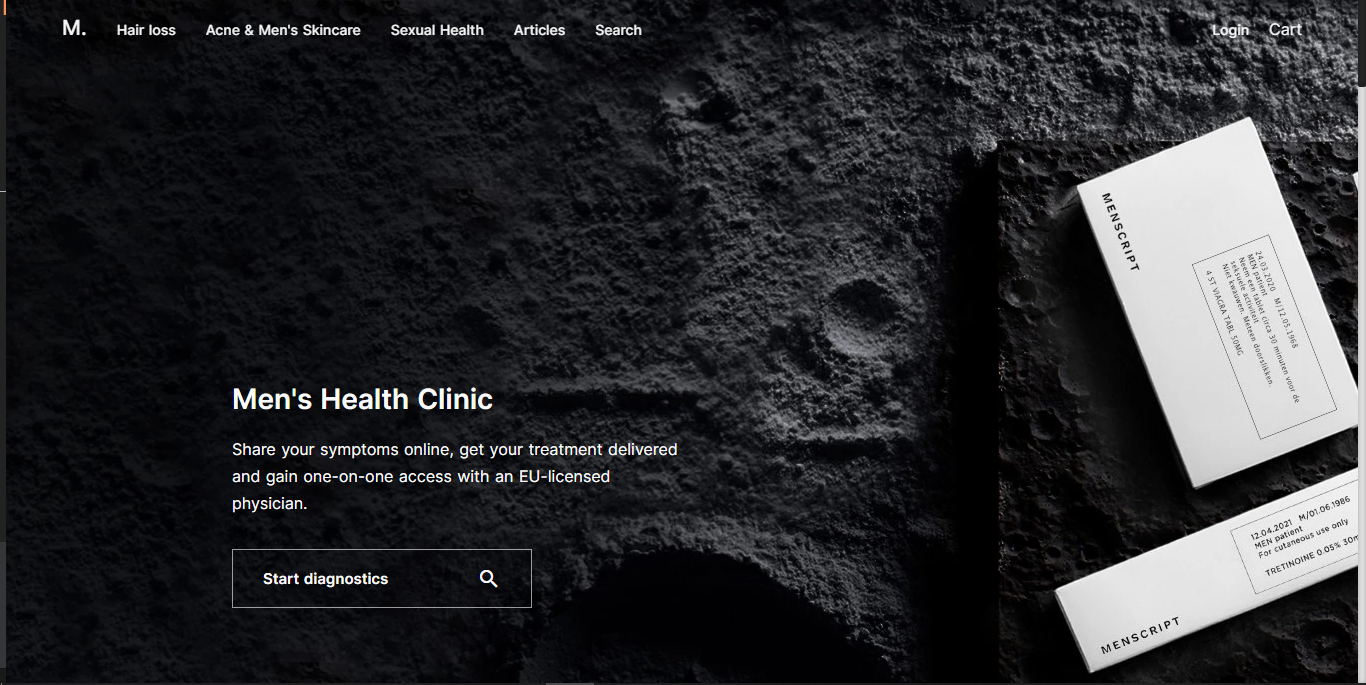 M.
Hair loss
Acne & Men's Skincare
Sexual Health
Articles
Search
Login
Cart
Men's Health Clinic
Share your symptoms online, get your treatment delivered
and gain one-on-one access with an EU-licensed
physician.
Start diagnostics
MENSCRIPT
24.03.2020 M/12.05.1968
MEN patient
Neem een tablet circa 30 minuten voor de
seksuele activiteit
Niet kwauwen. Meteen doorslikken.
4 ST VIAGRA TABL 50MG
MENSCRIPT
12.04.2021 M/01.06.1986
MEN patient
For cutaneous use only
TRETINOINE 0.05% 30m